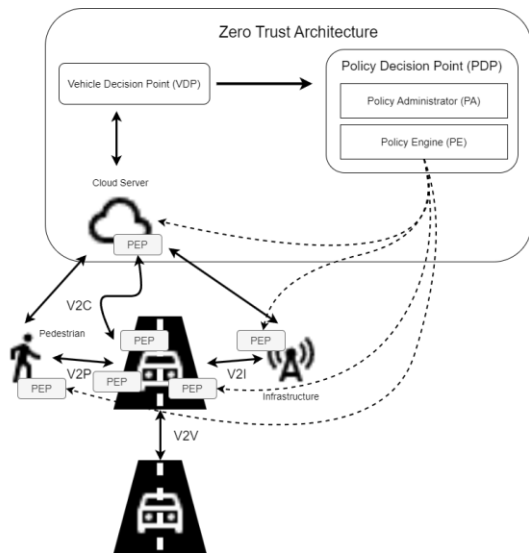 Zero Trust Architecture
Vehicle Decision Point (VDP)
Policy Decision Point (PDP)
Policy Administrator (PA)
Policy Engine (PE)
Cloud Server
PEP
V2C
Pedestrian
PEP
PEP
V2P
PEP
V2I
PEP
PEP
Infrastructure
V2V